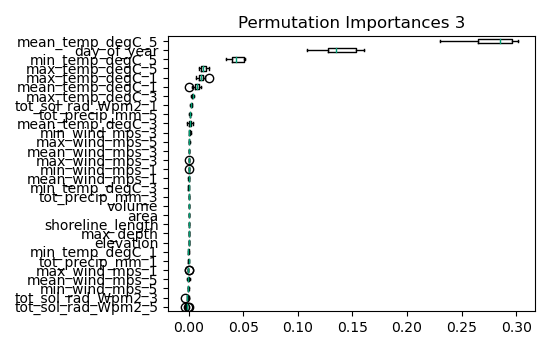 Permutation Importances 3
mean_temp_degC_5
day_of_year
min_temp_degC_5
max_temp_degC_5
max_temp_degC_1
mean_temp_degC_1
max_temp_degC_3
tot_sol_rad_Wpm2_1
tot_precip_mm_5
mean_temp_degC_3
min_wind_mps_3
max_wind_mps_5
mean_wind_mps_3
max_wind_mps_3
min_wind_mps_1
mean_wind_mps_1
min_temp_degC_3
tot_precip_mm_3
volume
area
shoreline_length
max_depth
elevation
min_temp_degC_1
tot_precip_mm_1
max_wind_mps_1
mean_wind_mps_5
min_wind_mps_5
tot_sol_rad_Wpm2_3
tot_sol_rad_Wpm2_5
0.00 0.05 0.10 0.15 0.20 0.25 0.30